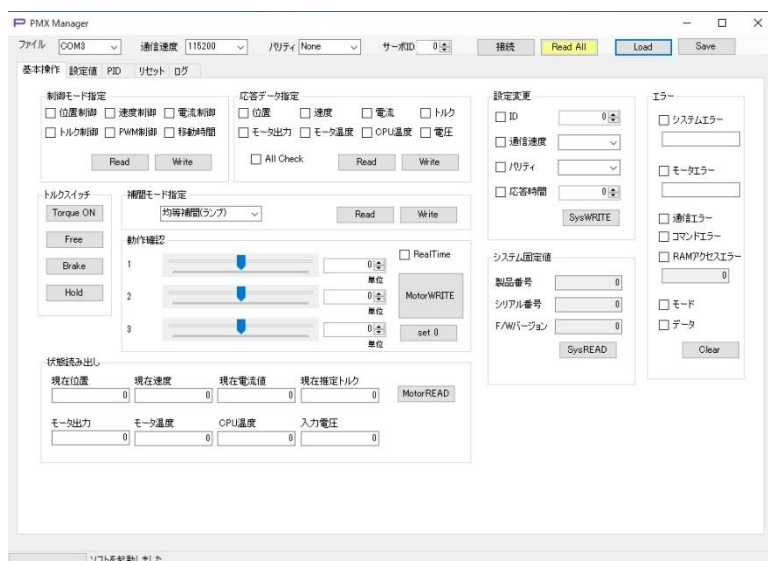 PMX Manager
ファイル COM3 通信速度 115200 パリティ None サーボID 0 接続 Read All Load Save
基本操作 設定値 PID リセット ログ
制御モード指定
位置制御 速度制御 電流制御
トルク制御 PWM制御 移動時間
Read Write
応答データ指定
位置 速度 電流 トルク
モータ出力 モータ温度 CPU温度 電圧
All Check Read Write
トルクスイッチ
Torque ON
Free
Brake
Hold
補間モード指定
均等補間(ランプ) Read Write
動作確認
RealTime
1 0
単位
2 0
単位
3 0
単位
MotorWRITE
set 0
状態読み出し
現在位置 現在速度 現在電流値 現在推定トルク
0 0 0 0 MotorREAD
モータ出力 モータ温度 CPU温度 入力電圧
0 0 0 0
設定変更
ID 0
通信速度
パリティ
応答時間 0
SysWRITE
システム固定値
製品番号 0
シリアル番号 0
F/Wバージョン 0
SysREAD
エラー
システムエラー
モータエラー
通信エラー
コマンドエラー
RAMアクセスエラー
0
モード
データ
Clear
ソフトを起動しました